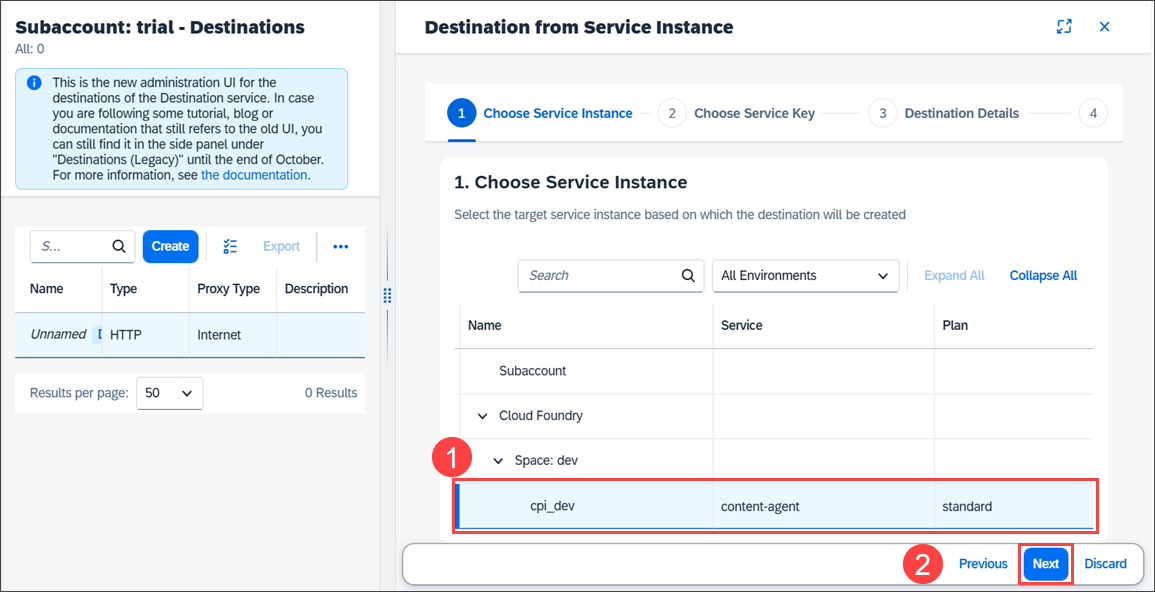 Subaccount: trial - Destinations
All: 0
This is the new administration UI for the
destinations of the Destination service. In case
you are following some tutorial, blog or
documentation that still refers to the old UI, you
can still find it in the side panel under
"Destinations (Legacy)" until the end of October.
For more information, see the documentation.
S... Create Export
Name Type Proxy Type Description
Unnamed HTTP Internet
Results per page: 50 0 Results
Destination from Service Instance
1 Choose Service Instance 2 Choose Service Key 3 Destination Details 4
1. Choose Service Instance
Select the target service instance based on which the destination will be created
Search All Environments Expand All Collapse All
Name Service Plan
Subaccount
Cloud Foundry
1 Space: dev
cpi_dev content-agent standard
2 Previous Next Discard